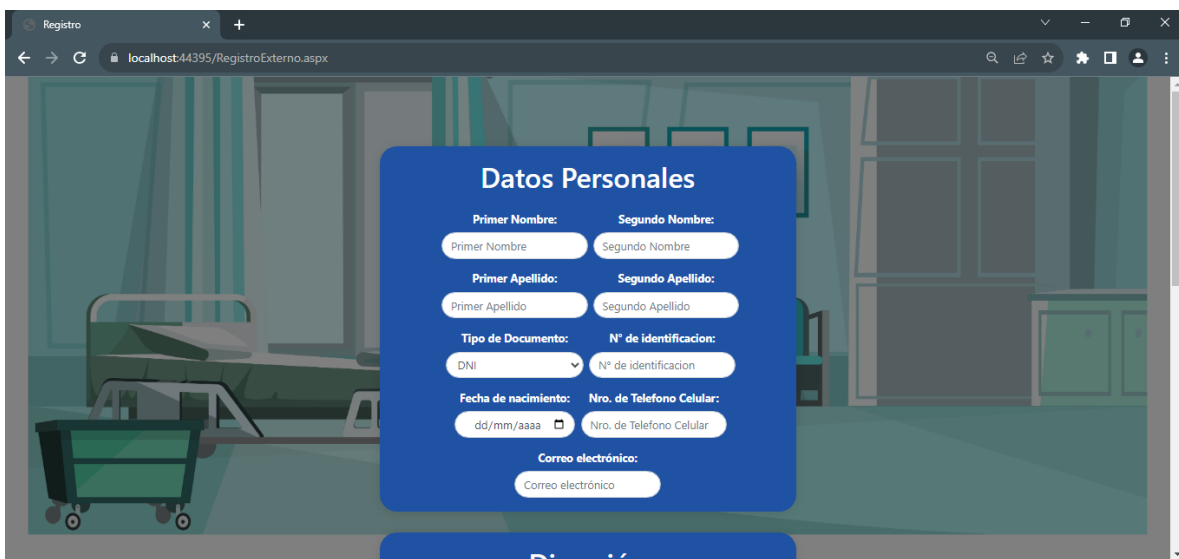 Registro
localhost:44395/RegistroExterno.aspx
Datos Personales
Primer Nombre: Segundo Nombre:
Primer Nombre Segundo Nombre
Primer Apellido: Segundo Apellido:
Primer Apellido Segundo Apellido
Tipo de Documento: N° de identificacion:
DNI N° de identificacion
Fecha de nacimiento: Nro. de Telefono Celular:
dd/mm/aaaa Nro. de Telefono Celular
Correo electrónico:
Correo electrónico